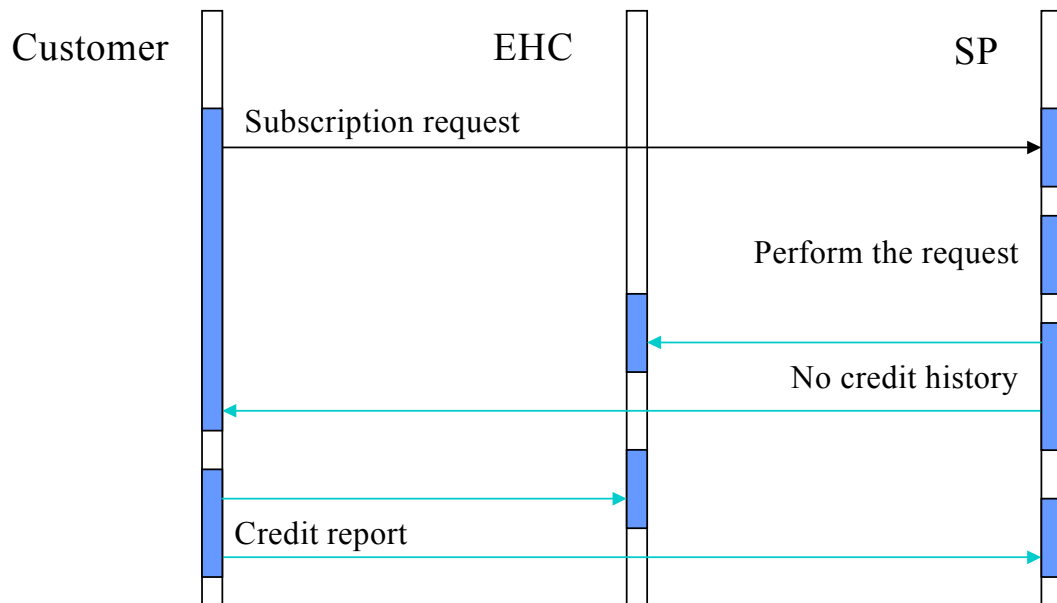 Customer
EHC
SP
Subscription request
Perform the request
No credit history
Credit report